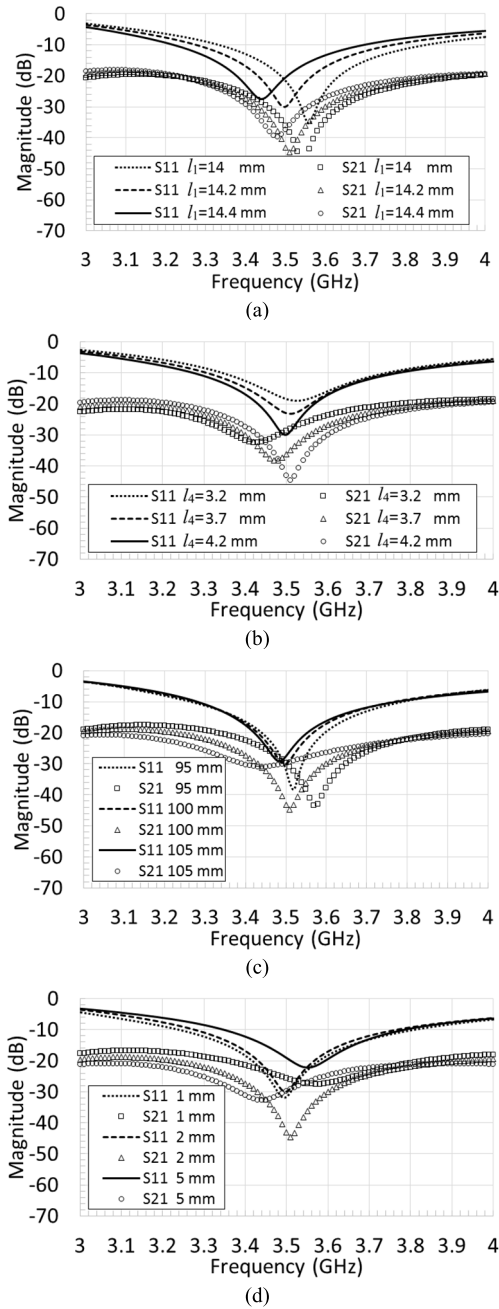 0
-10
-20
-30
-40
-50
-60
-70
Magnitude (dB)
S11 l1=14 mm
S21 l1=14 mm
S11 l1=14.2 mm
S21 l1=14.2 mm
S11 l1=14.4 mm
S21 l1=14.4 mm
3 3.1 3.2 3.3 3.4 3.5 3.6 3.7 3.8 3.9 4
Frequency (GHz)
(a)
0
-10
-20
-30
-40
-50
-60
-70
Magnitude (dB)
S11 l4=3.2 mm
S21 l4=3.2 mm
S11 l4=3.7 mm
S21 l4=3.7 mm
S11 l4=4.2 mm
S21 l4=4.2 mm
3 3.1 3.2 3.3 3.4 3.5 3.6 3.7 3.8 3.9 4
Frequency (GHz)
(b)
0
-10
-20
-30
-40
-50
-60
-70
Magnitude (dB)
S11 95 mm
S21 95 mm
S11 100 mm
S21 100 mm
S11 105 mm
S21 105 mm
3 3.1 3.2 3.3 3.4 3.5 3.6 3.7 3.8 3.9 4
Frequency (GHz)
(c)
0
-10
-20
-30
-40
-50
-60
-70
Magnitude (dB)
S11 1 mm
S21 1 mm
S11 2 mm
S21 2 mm
S11 5 mm
S21 5 mm
3 3.1 3.2 3.3 3.4 3.5 3.6 3.7 3.8 3.9 4
Frequency (GHz)
(d)